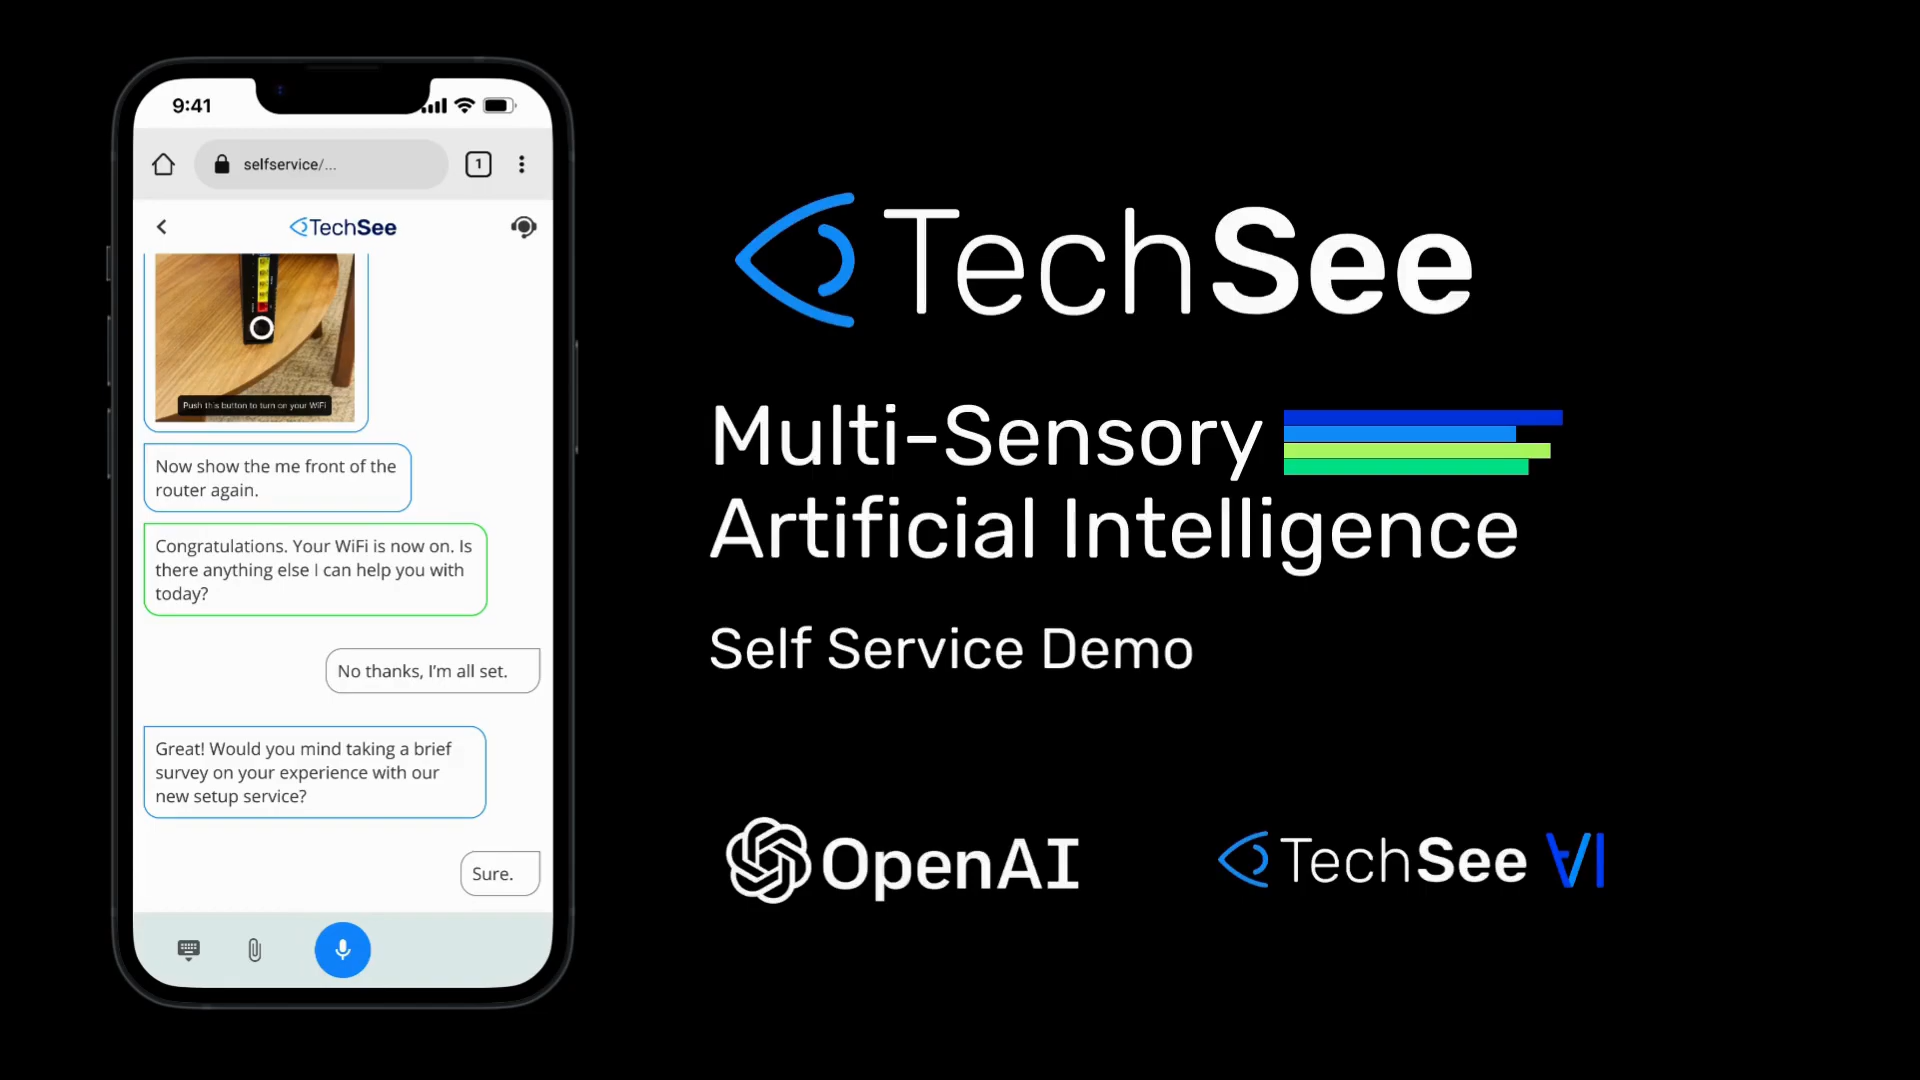 9:41
selfservice/...
1
TechSee
Push this button to turn on your WiFi
Now show the me front of the
router again.
Congratulations. Your WiFi is now on. Is
there anything else I can help you with
today?
No thanks, I'm all set.
Great! Would you mind taking a brief
survey on your experience with our
new setup service?
Sure.
TechSee
Multi-Sensory
Artificial Intelligence
Self Service Demo
OpenAI
TechSee VI